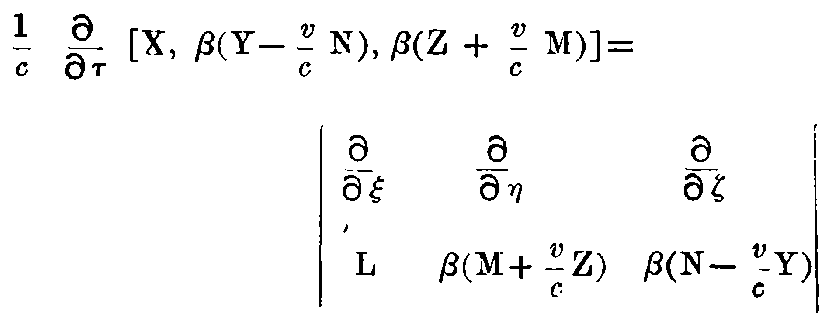 1/c ∂/∂τ [X, β(Y− v/c N), β(Z + v/c M)]=
| ∂/∂ξ ∂/∂η ∂/∂ζ |
| L β(M+ v/c Z) β(N− v/c Y) |